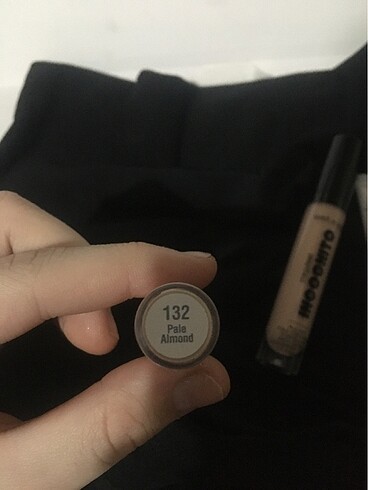 132
Pale
Almond
INCOGNITO